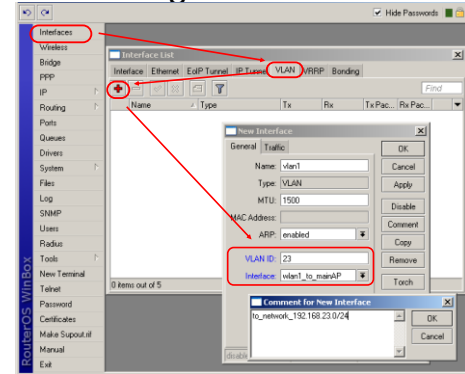 Hide Passwords
Interfaces
Wireless
Bridge
PPP
IP
Routing
Ports
Queues
Drivers
System
Files
Log
SNMP
Users
Radius
Tools
New Terminal
Telnet
Password
Certificates
Make Supout.rif
Manual
Exit
RouterOS WinBox
Interface List
Interface Ethernet EoIP Tunnel IP Tunnel VLAN VRRP Bonding
Find
Name Type Tx Rx Tx Pac... Rx Pac...
0 items out of 5
New Interface
General Traffic
Name: vlan1
Type: VLAN
MTU: 1500
MAC Address:
ARP: enabled
VLAN ID: 23
Interface: wlan1_to_mainAP
OK
Cancel
Apply
Disable
Comment
Copy
Remove
Torch
disable
Comment for New Interface
to_network_192.168.23.0/24
OK
Cancel